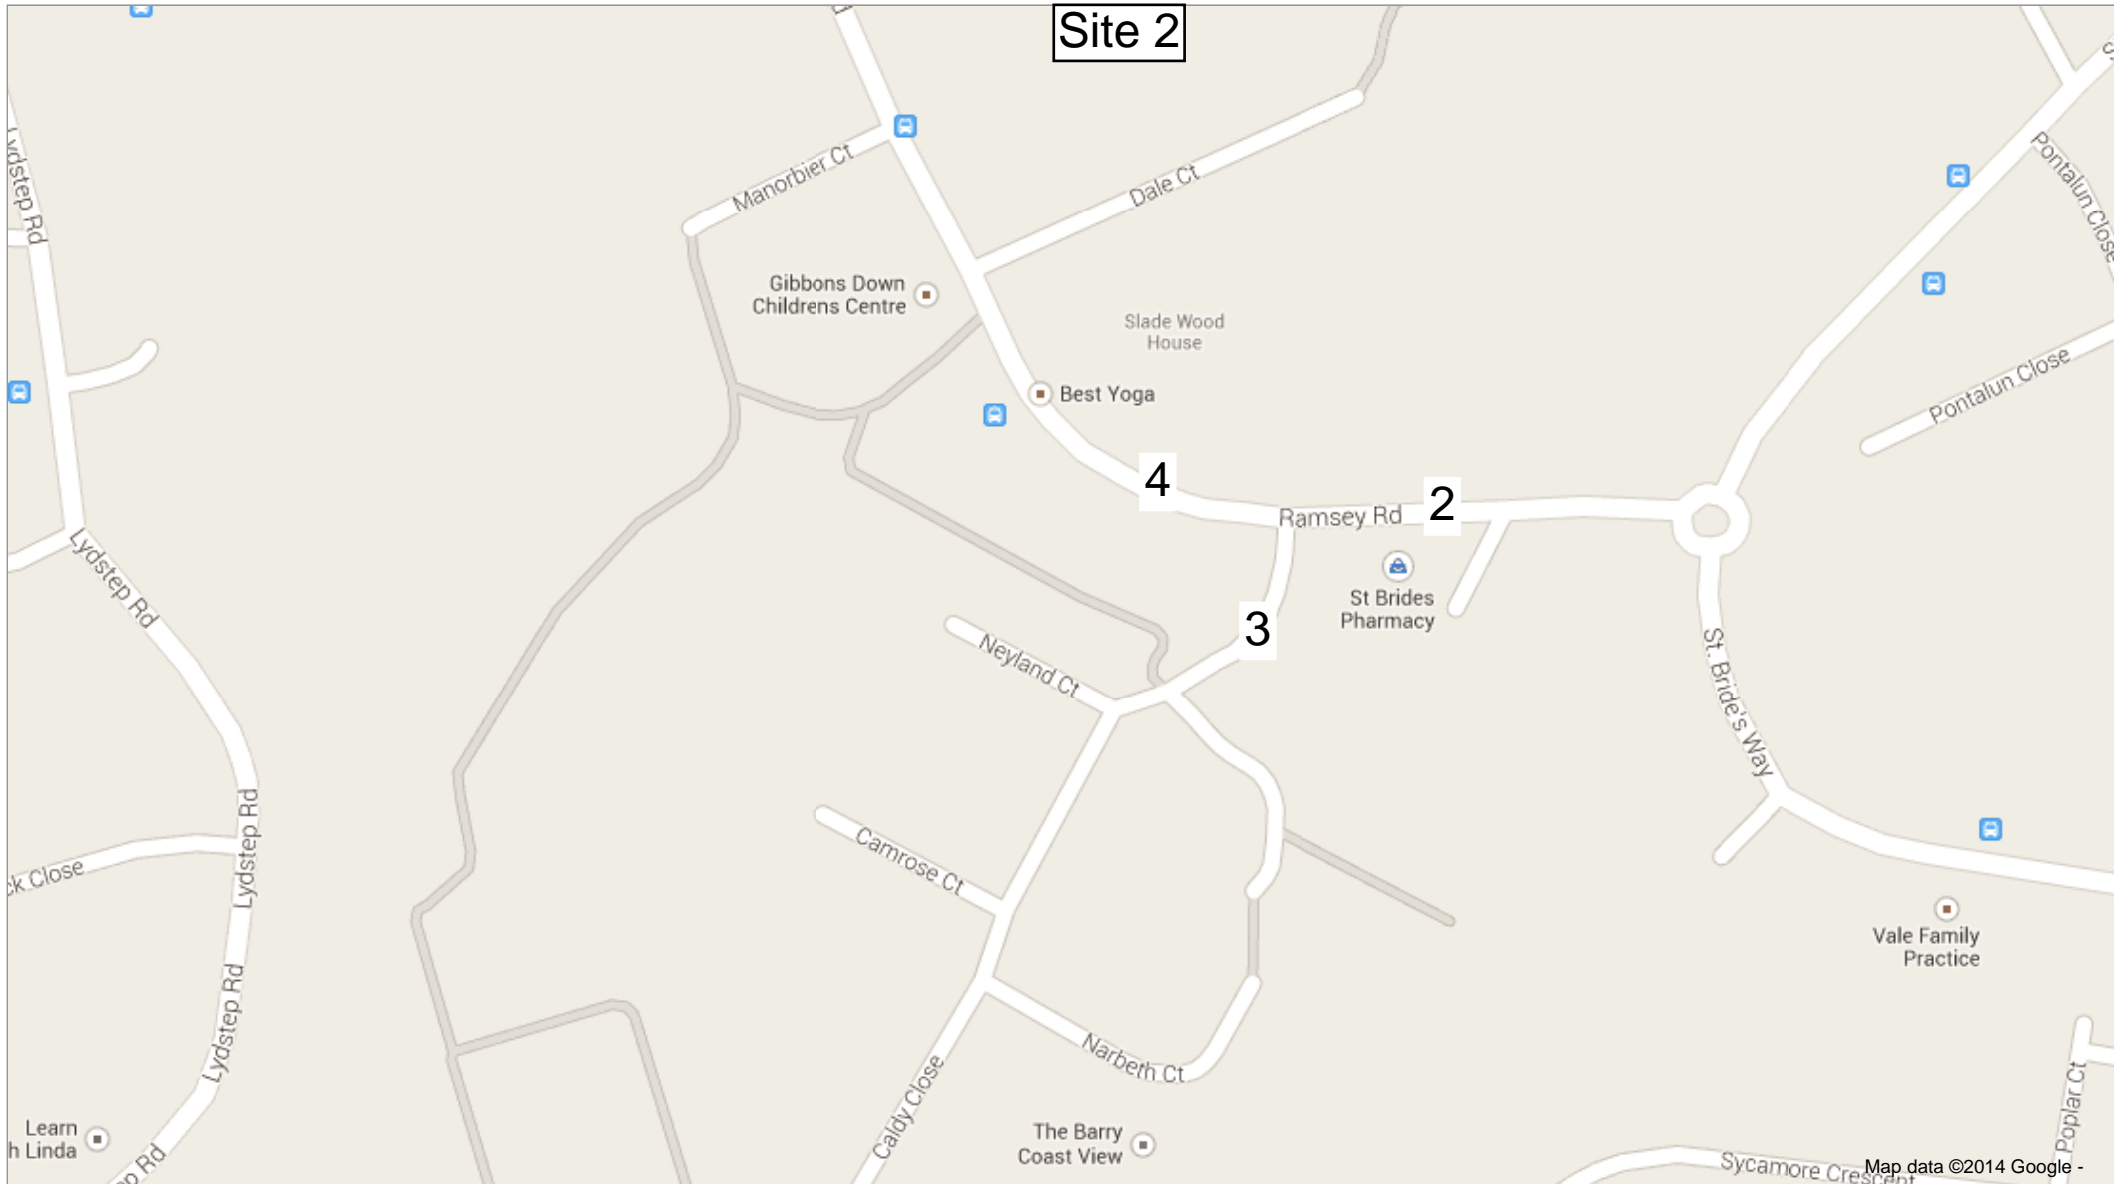 Site 2
Lydstep Rd
Manorbier Ct
Dale Ct
Pontalun Close
Gibbons Down
Childrens Centre
Slade Wood
House
Pontalun Close
Best Yoga
4
Ramsey Rd
2
Lydstep Rd
St Brides
Pharmacy
3
Neyland Ct
St. Bride's Way
Lydstep Rd
Camrose Ct
ck Close
Vale Family
Practice
Lydstep Rd
Narbeth Ct
Caldy Close
Poplar Ct
Learn
h Linda
The Barry
Coast View
ep Rd
Sycamore Crescent
Map data ©2014 Google -